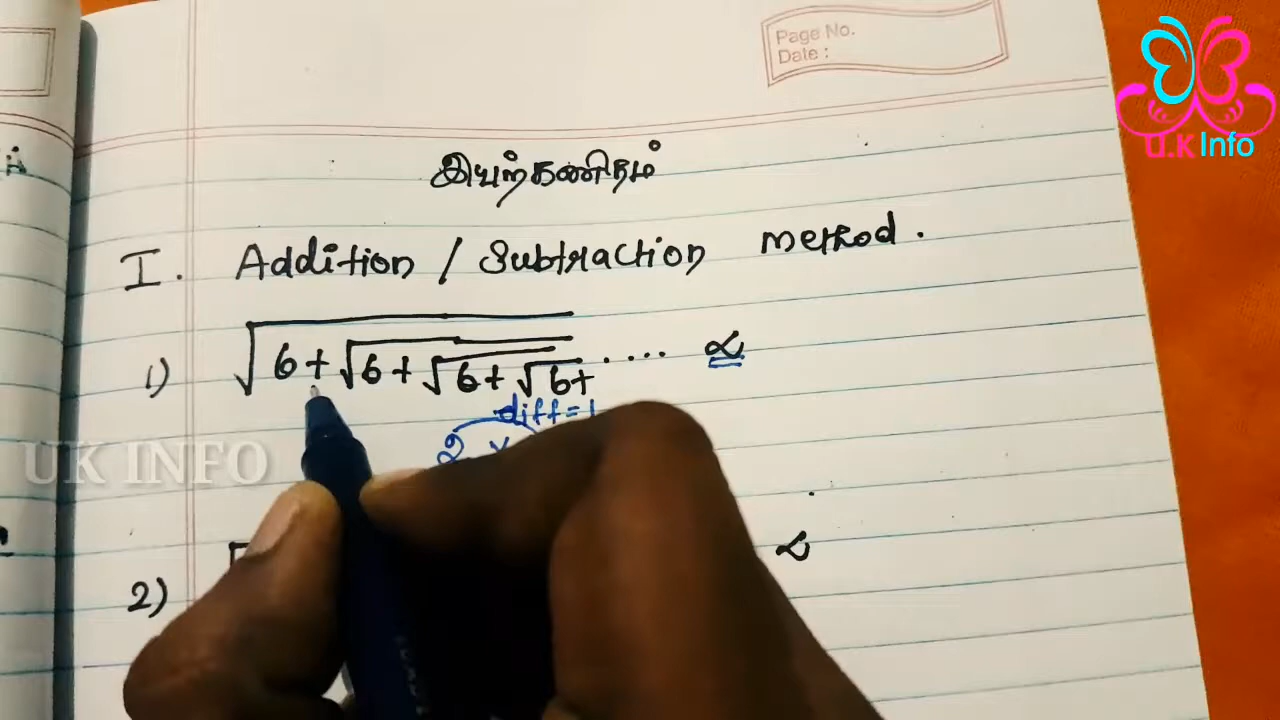 Page No.
Date :
U.K Info
இயற்கணிதம்
I. Addition / Subtraction method.
1) √6+√6+√6+√6+ .... ∝
diff=1
2 ×
UK INFO
2) ∝